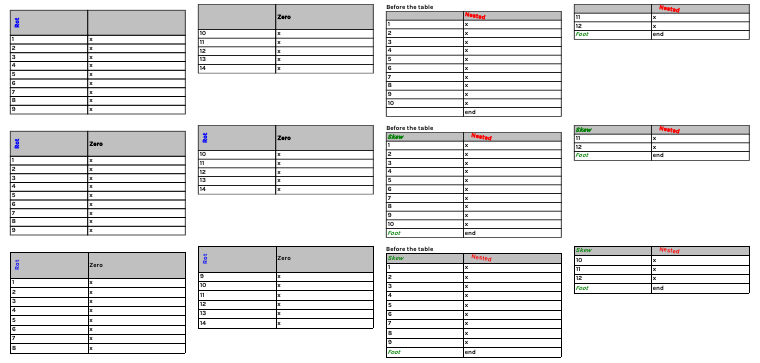 Rot
1 x
2 x
3 x
4 x
5 x
6 x
7 x
8 x
9 x
Zero
10 x
11 x
12 x
13 x
14 x
Before the table
Nested
1 x
2 x
3 x
4 x
5 x
6 x
7 x
8 x
9 x
10 x
end
Nested
11 x
12 x
Foot end
Rot Zero
1 x
2 x
3 x
4 x
5 x
6 x
7 x
8 x
9 x
Rot
10 x
11 x
12 x
13 x
14 x
Before the table
Skew Nested
1 x
2 x
3 x
4 x
5 x
6 x
7 x
8 x
9 x
10 x
Foot end
Skew Nested
11 x
12 x
Foot end
Rot Zero
1 x
2 x
3 x
4 x
5 x
6 x
7 x
8 x
Rot Zero
9 x
10 x
11 x
12 x
13 x
14 x
Before the table
Skew Nested
1 x
2 x
3 x
4 x
5 x
6 x
7 x
8 x
9 x
Foot end
Skew Nested
10 x
11 x
12 x
Foot end